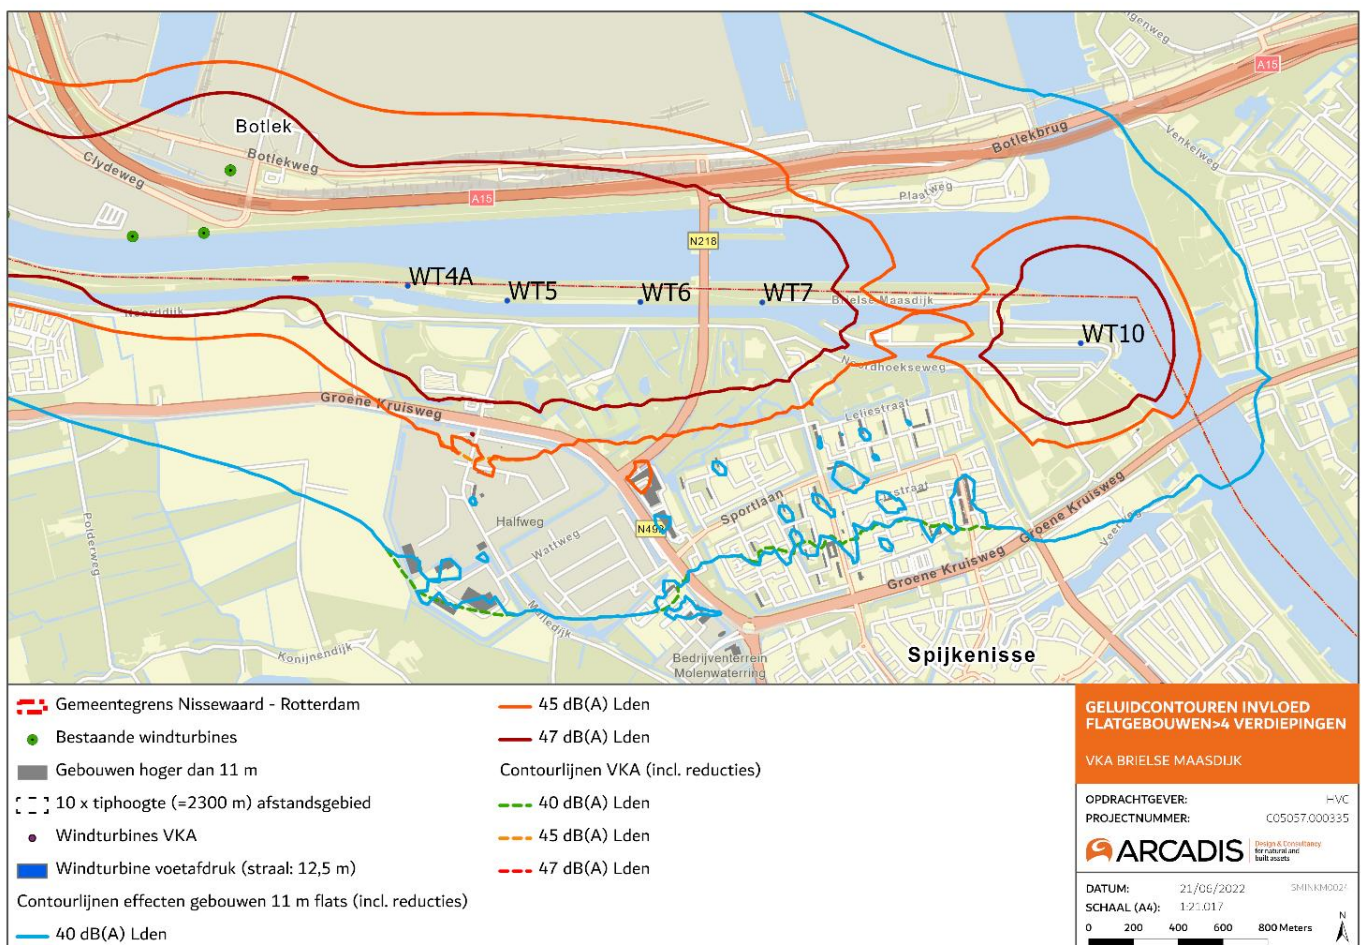 A15
Botlek
Botlekweg
Clydeweg
Botlekbrug
Venkelweg
Plaatweg
A15
N218
WT4A
WT5
WT6
WT7
Brielse Maasdijk
WT10
Noorddijk
Noordhoekseweg
Groene Kruisweg
Leliestraat
Sportlaan
Halfweg
Wattweg
N493
Groene Kruisweg
Groene Kruisweg
Polderweg
Konijnendijk
Malledijk
Bedrijventerrein
Molenwatering
Spijkenisse
Gemeentegrens Nissewaard - Rotterdam
Bestaande windturbines
Gebouwen hoger dan 11 m
10 x tiphoogte (=2300 m) afstandsgebied
Windturbines VKA
Windturbine voetafdruk (straal: 12,5 m)
Contourlijnen effecten gebouwen 11 m flats (incl. reducties)
40 dB(A) Lden
45 dB(A) Lden
47 dB(A) Lden
Contourlijnen VKA (incl. reducties)
40 dB(A) Lden
45 dB(A) Lden
47 dB(A) Lden
GELUIDCONTOUREN INVLOED
FLATGEBOUWEN>4 VERDIEPINGEN
VKA BRIELSE MAASDIJK
OPDRACHTGEVER: HVC
PROJECTNUMMER: C05057.000335
ARCADIS
Design & Consultancy
for natural and
built assets
DATUM: 21/06/2022
SCHAAL (A4): 1:21.017
0 200 400 600 800 Meters
N